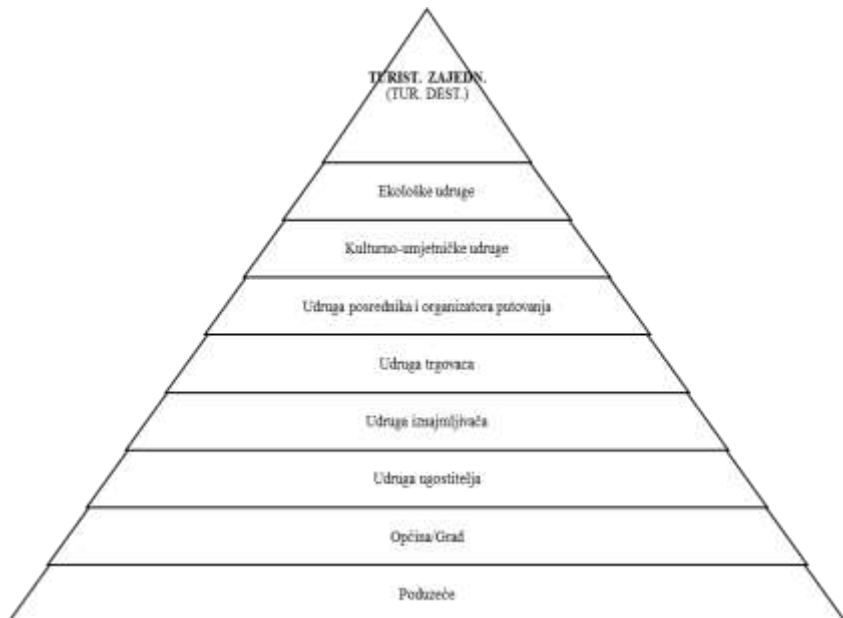 TURIST. ZAJEDN.
(TUR. DEST.)
Ekološke udruge
Kulturno-umjetničke udruge
Udruga posrednika i organizatora putovanja
Udruga trgovaca
Udruga iznajmljivača
Udruga ugostitelja
Općina/Grad
Poduzeće